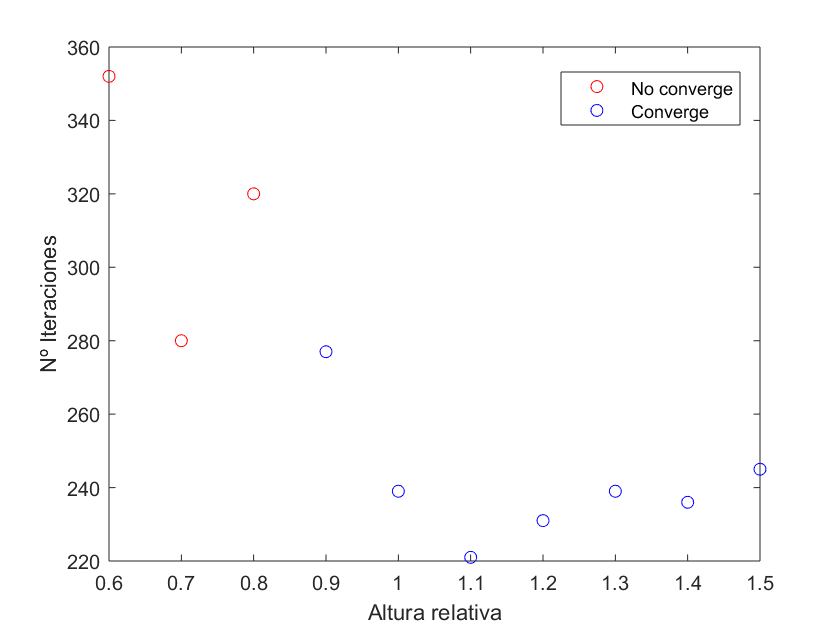 360
340
320
300
280
260
240
220
Nº Iteraciones
No converge
Converge
0.6 0.7 0.8 0.9 1 1.1 1.2 1.3 1.4 1.5
Altura relativa